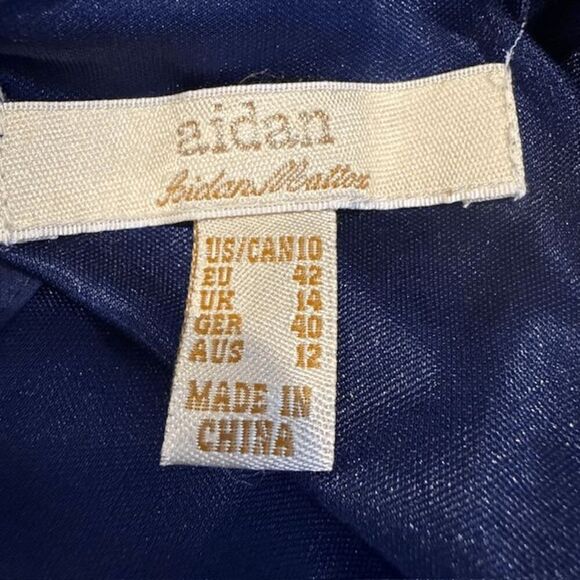 aidan
Aidan Mattox
US/CAN 10
EU 42
UK 14
GER 40
AUS 12
MADE IN
CHINA